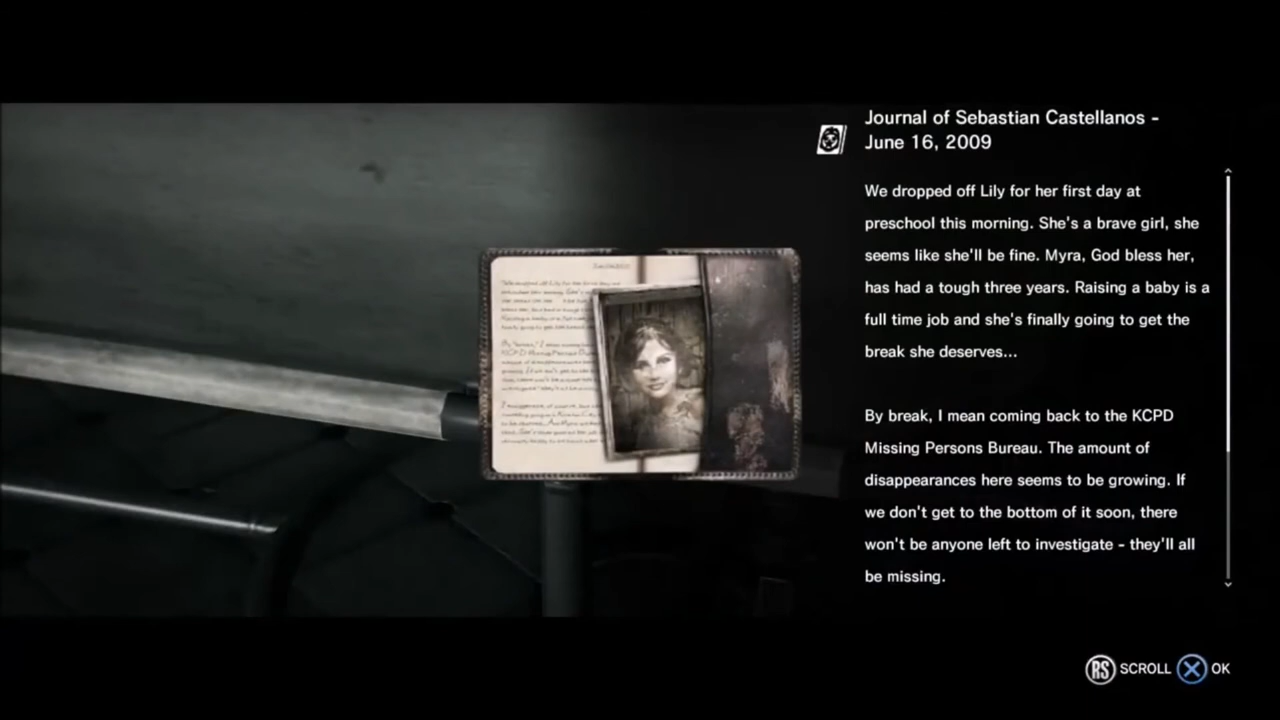 Journal of Sebastian Castellanos -
June 16, 2009
We dropped off Lily for her first day at
preschool this morning. She's a brave girl, she
seems like she'll be fine. Myra, God bless her,
has had a tough three years. Raising a baby is a
full time job and she's finally going to get the
break she deserves...
By break, I mean coming back to the KCPD
Missing Persons Bureau. The amount of
disappearances here seems to be growing. If
we don't get to the bottom of it soon, there
won't be anyone left to investigate - they'll all
be missing.
RS SCROLL X OK